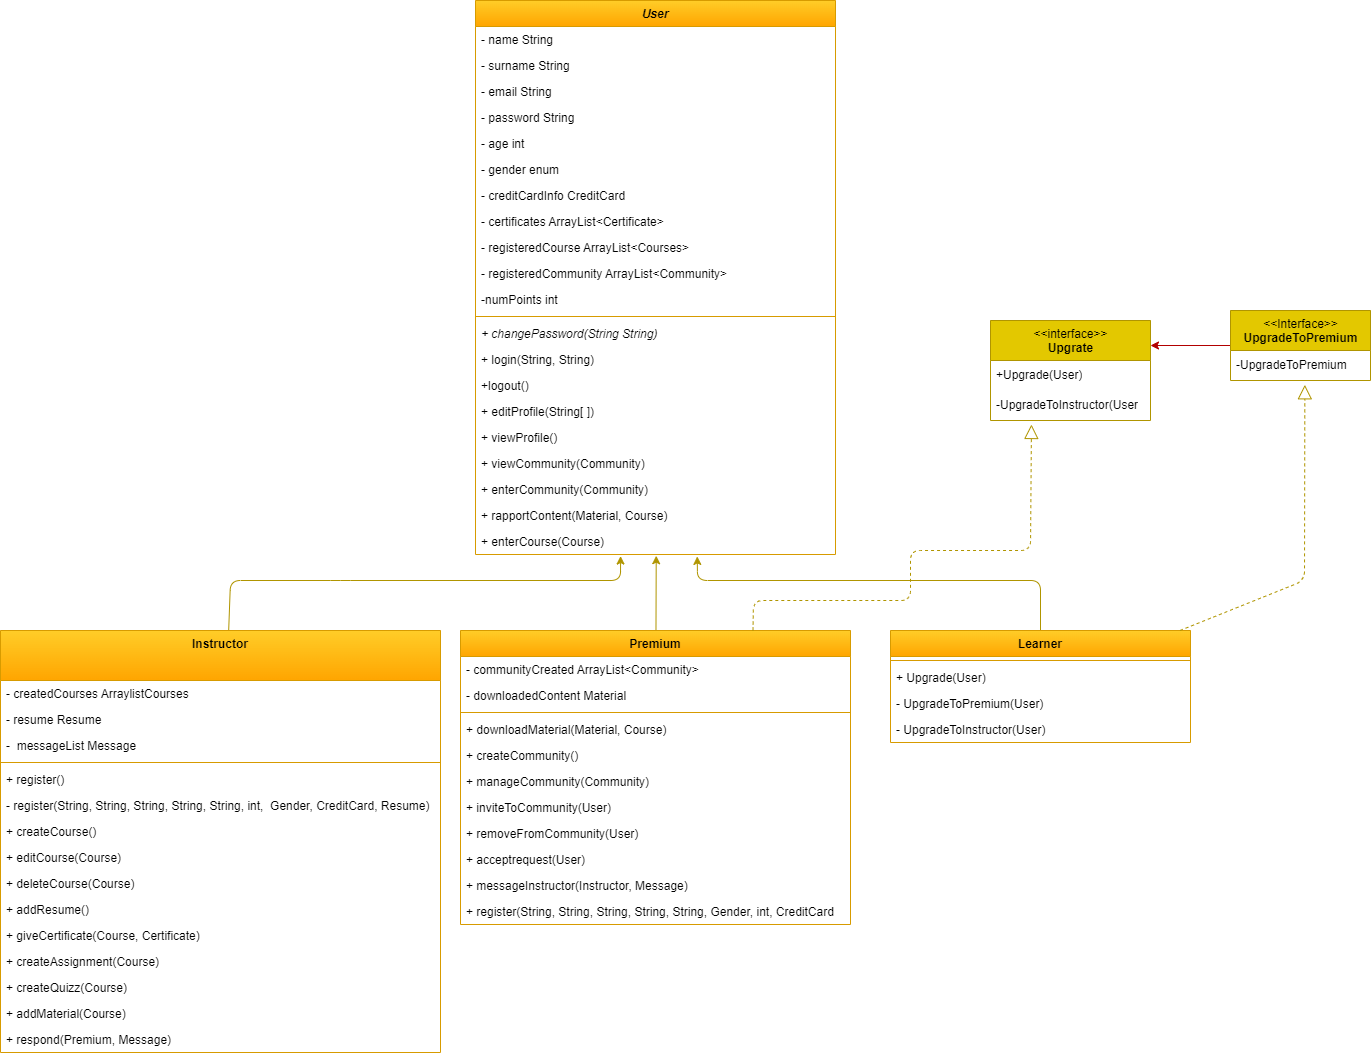 User
- name String
- surname String
- email String
- password String
- age int
- gender enum
- creditCardInfo CreditCard
- certificates ArrayList<Certificate>
- registeredCourse ArrayList<Courses>
- registeredCommunity ArrayList<Community>
-numPoints int
+ changePassword(String String)
+ login(String, String)
+logout()
+ editProfile(String[ ])
+ viewProfile()
+ viewCommunity(Community)
+ enterCommunity(Community)
+ rapportContent(Material, Course)
+ enterCourse(Course)
<<interface>>
Upgrate
+Upgrade(User)
-UpgradeToInstructor(User
<<Interface>>
UpgradeToPremium
-UpgradeToPremium
Instructor
- createdCourses ArraylistCourses
- resume Resume
- messageList Message
+ register()
- register(String, String, String, String, String, int, Gender, CreditCard, Resume)
+ createCourse()
+ editCourse(Course)
+ deleteCourse(Course)
+ addResume()
+ giveCertificate(Course, Certificate)
+ createAssignment(Course)
+ createQuizz(Course)
+ addMaterial(Course)
+ respond(Premium, Message)
Premium
- communityCreated ArrayList<Community>
- downloadedContent Material
+ downloadMaterial(Material, Course)
+ createCommunity()
+ manageCommunity(Community)
+ inviteToCommunity(User)
+ removeFromCommunity(User)
+ acceptrequest(User)
+ messageInstructor(Instructor, Message)
+ register(String, String, String, String, String, Gender, int, CreditCard
Learner
+ Upgrade(User)
- UpgradeToPremium(User)
- UpgradeToInstructor(User)